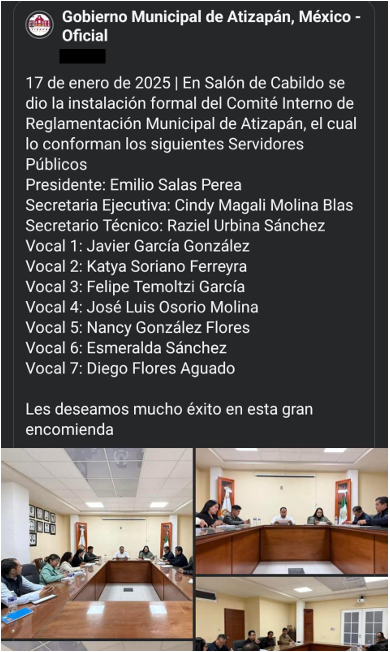 Gobierno Municipal de Atizapán, México -
Oficial
17 de enero de 2025 | En Salón de Cabildo se
dio la instalación formal del Comité Interno de
Reglamentación Municipal de Atizapán, el cual
lo conforman los siguientes Servidores
Públicos
Presidente: Emilio Salas Perea
Secretaria Ejecutiva: Cindy Magali Molina Blas
Secretario Técnico: Raziel Urbina Sánchez
Vocal 1: Javier García González
Vocal 2: Katya Soriano Ferreyra
Vocal 3: Felipe Temoltzi García
Vocal 4: José Luis Osorio Molina
Vocal 5: Nancy González Flores
Vocal 6: Esmeralda Sánchez
Vocal 7: Diego Flores Aguado
Les deseamos mucho éxito en esta gran
encomienda